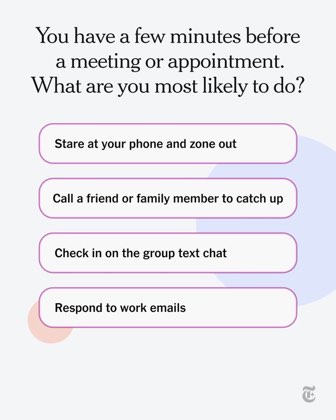 You have a few minutes before
a meeting or appointment.
What are you most likely to do?
Stare at your phone and zone out
Call a friend or family member to catch up
Check in on the group text chat
Respond to work emails
T